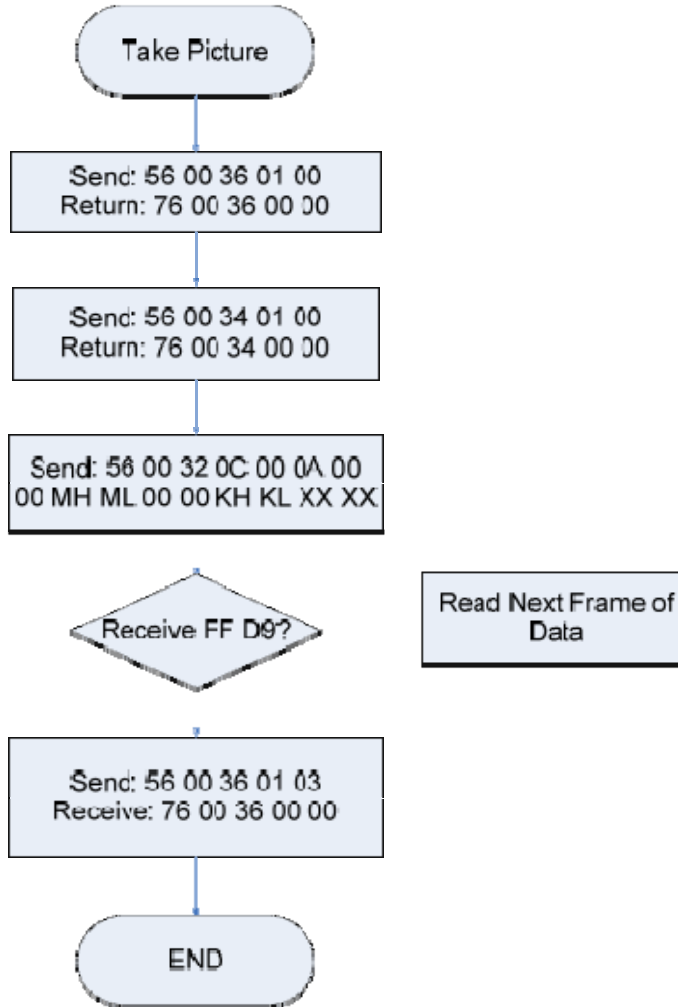 Take Picture
Send: 56 00 36 01 00
Return: 76 00 36 00 00
Send: 56 00 34 01 00
Return: 76 00 34 00 00
Send: 56 00 32 0C 00 0A 00
00 MH ML 00 00 KH KL XX XX
Receive FF D9?
Read Next Frame of
Data
Send: 56 00 36 01 03
Receive: 76 00 36 00 00
END